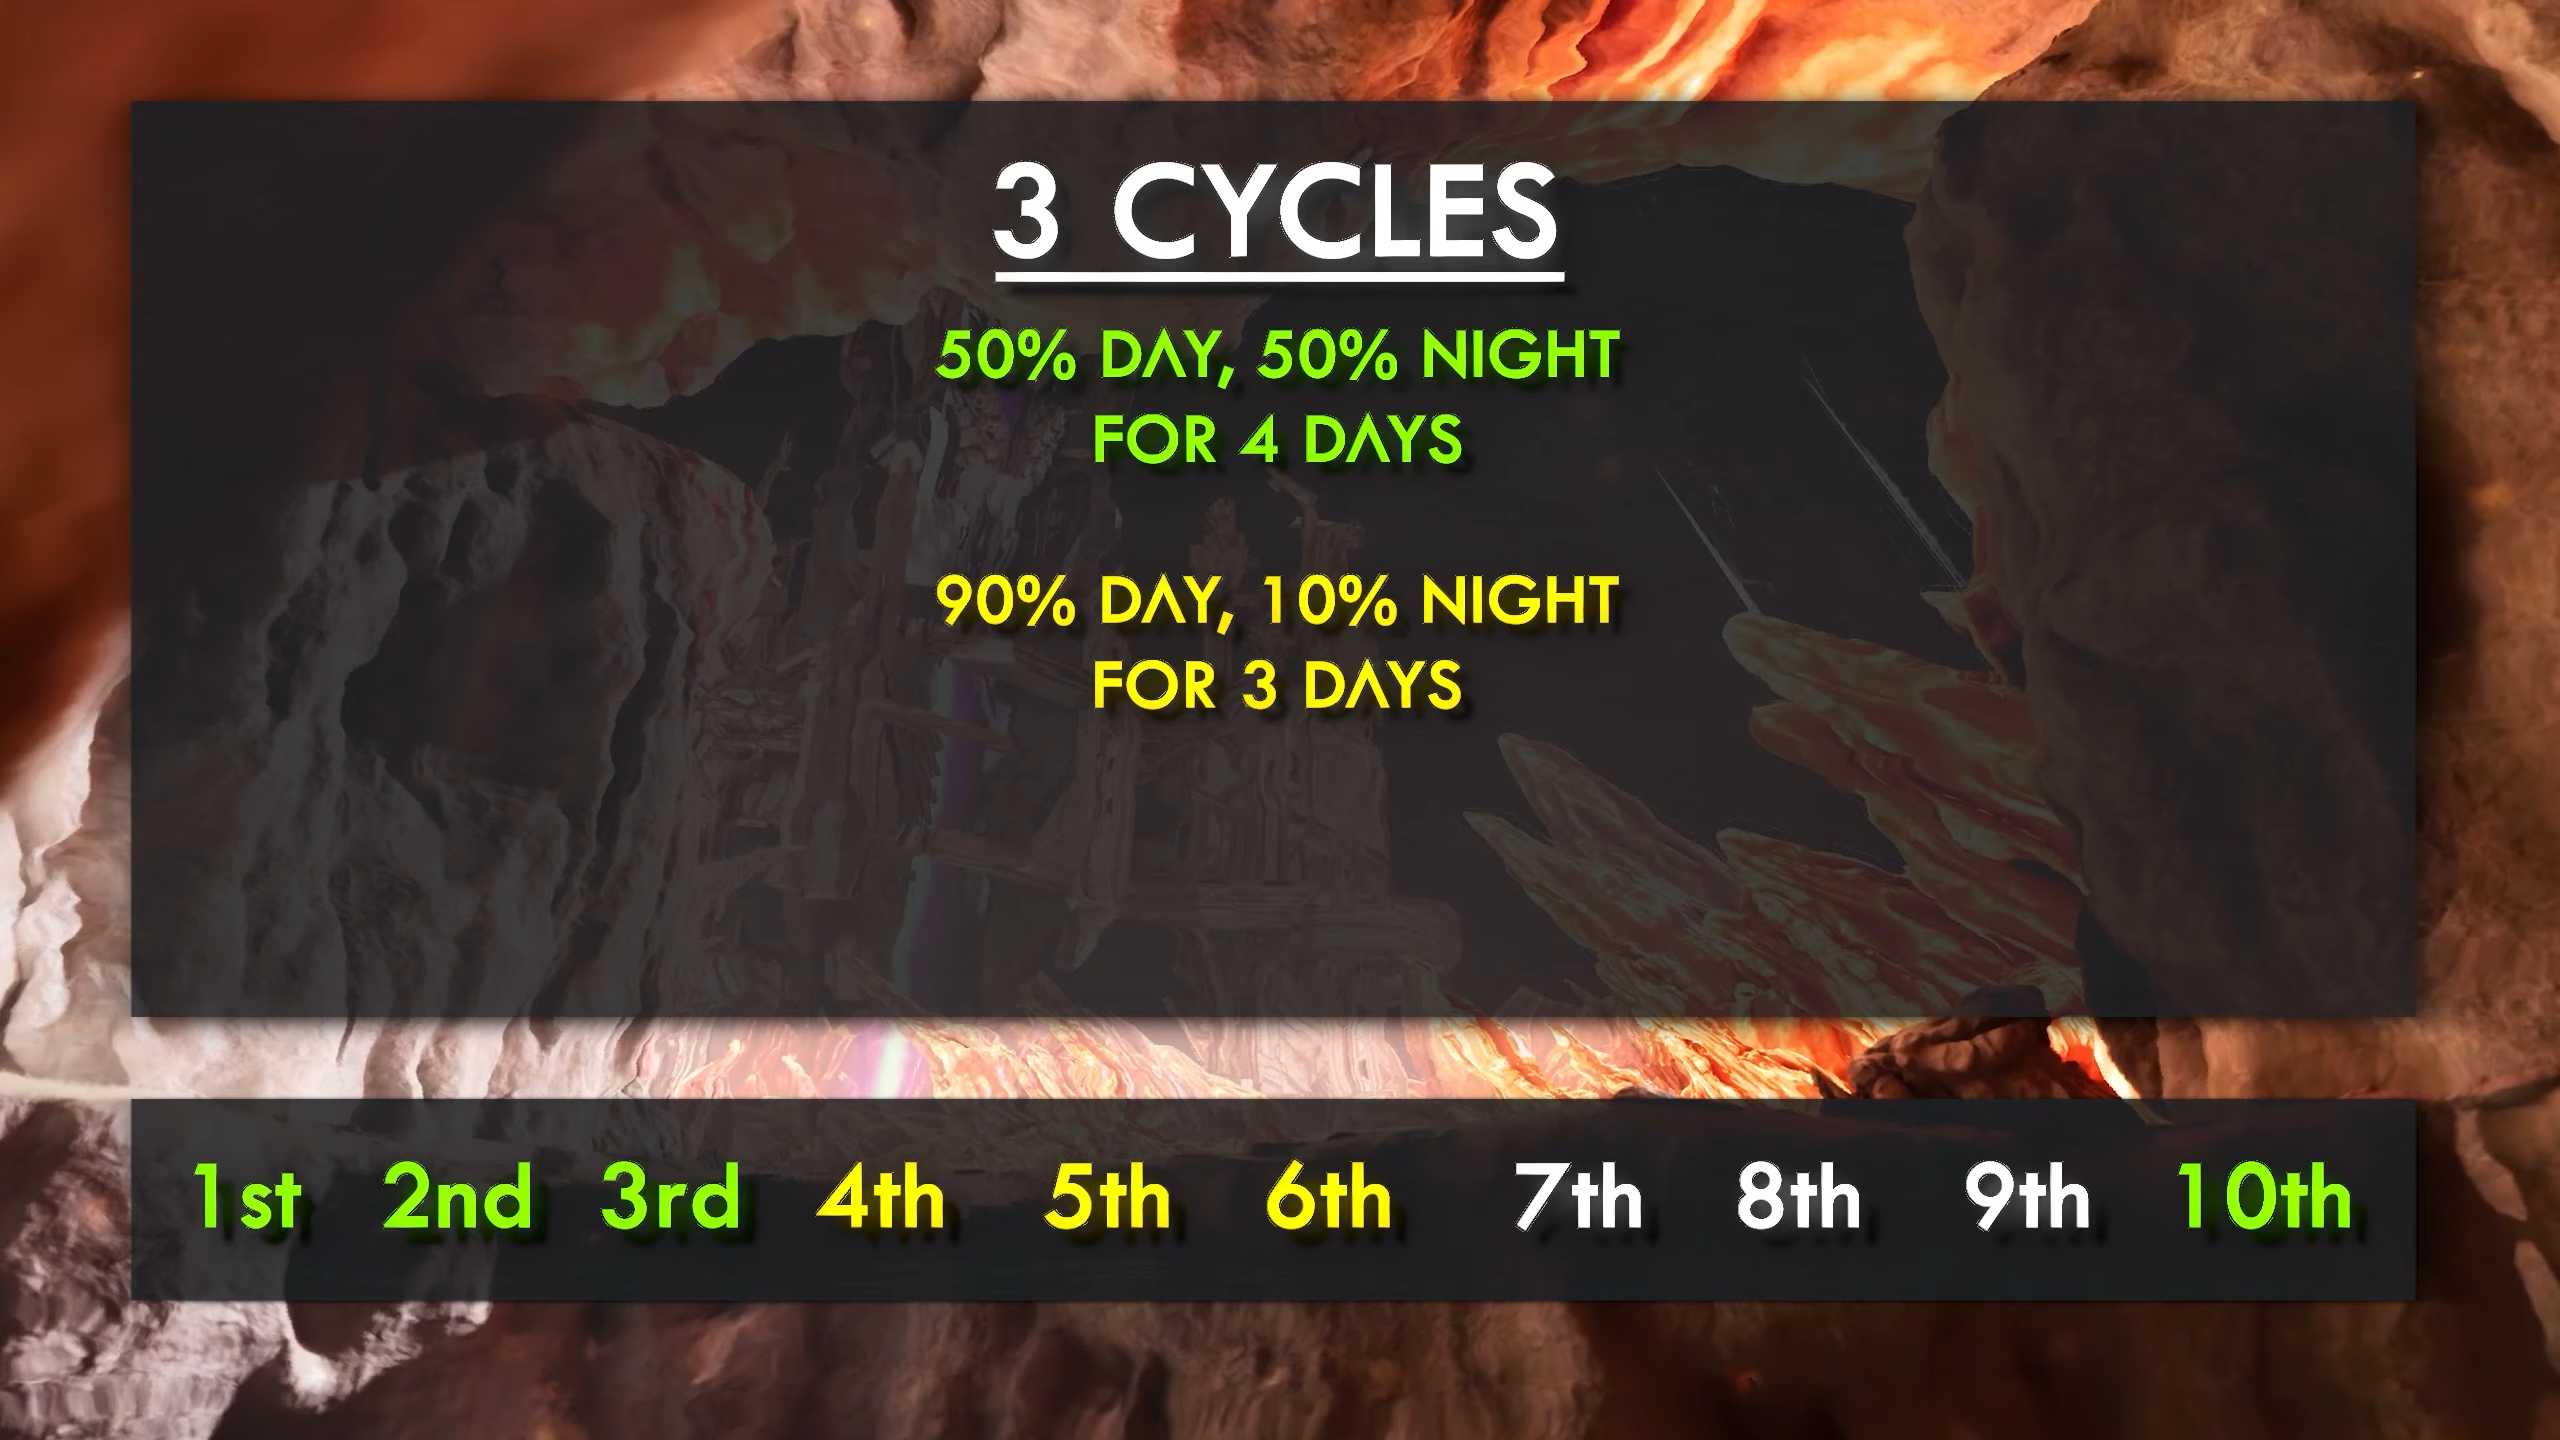 3 CYCLES
50% DAY, 50% NIGHT
FOR 4 DAYS
90% DAY, 10% NIGHT
FOR 3 DAYS
1st 2nd 3rd 4th 5th 6th 7th 8th 9th 10th